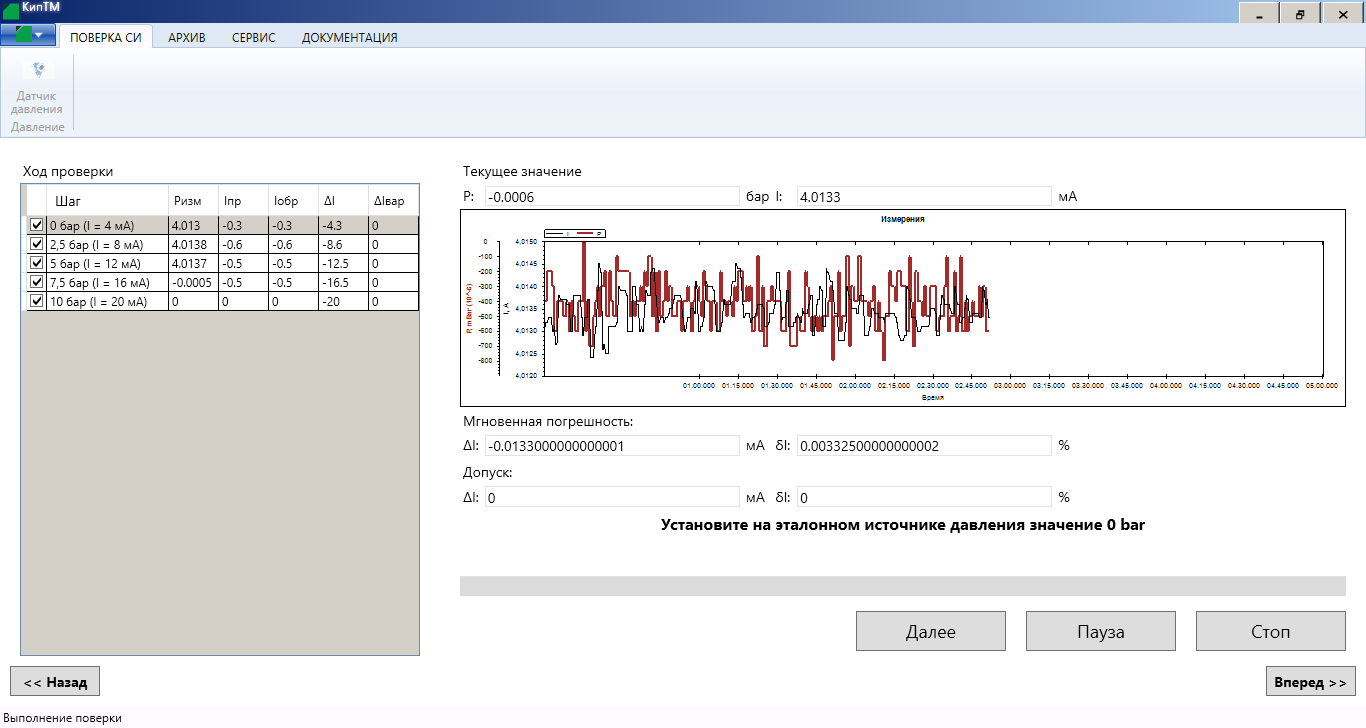 КипТМ
ПОВЕРКА СИ АРХИВ СЕРВИС ДОКУМЕНТАЦИЯ
Датчик
давления
Давление
Ход проверки
Шаг Pизм Iпр Iобр ΔI ΔIвар
0 бар (I = 4 мА) 4.013 -0.3 -0.3 -4.3 0
2,5 бар (I = 8 мА) 4.0138 -0.6 -0.6 -8.6 0
5 бар (I = 12 мА) 4.0137 -0.5 -0.5 -12.5 0
7,5 бар (I = 16 мА) -0.0005 -0.5 -0.5 -16.5 0
10 бар (I = 20 мА) 0 0 0 -20 0
Текущее значение
P: -0.0006 бар I: 4.0133 мА
Измерения
I P
0
-100
-200
-300
-400
-500
-600
-700
-800
P, mBar (10^-6)
4,0150
4,0145
4,0140
4,0135
4,0130
4,0125
4,0120
I, A
01.00.000 01.15.000 01.30.000 01.45.000 02.00.000 02.15.000 02.30.000 02.45.000 03.00.000 03.15.000 03.30.000 03.45.000 04.00.000 04.15.000 04.30.000 04.45.000 05.00.000
Время
Мгновенная погрешность:
ΔI: -0.0133000000000001 мА δI: 0.00332500000000002 %
Допуск:
ΔI: 0 мА δI: 0 %
Установите на эталонном источнике давления значение 0 bar
Далее Пауза Стоп
<< Назад Вперед >>
Выполнение поверки